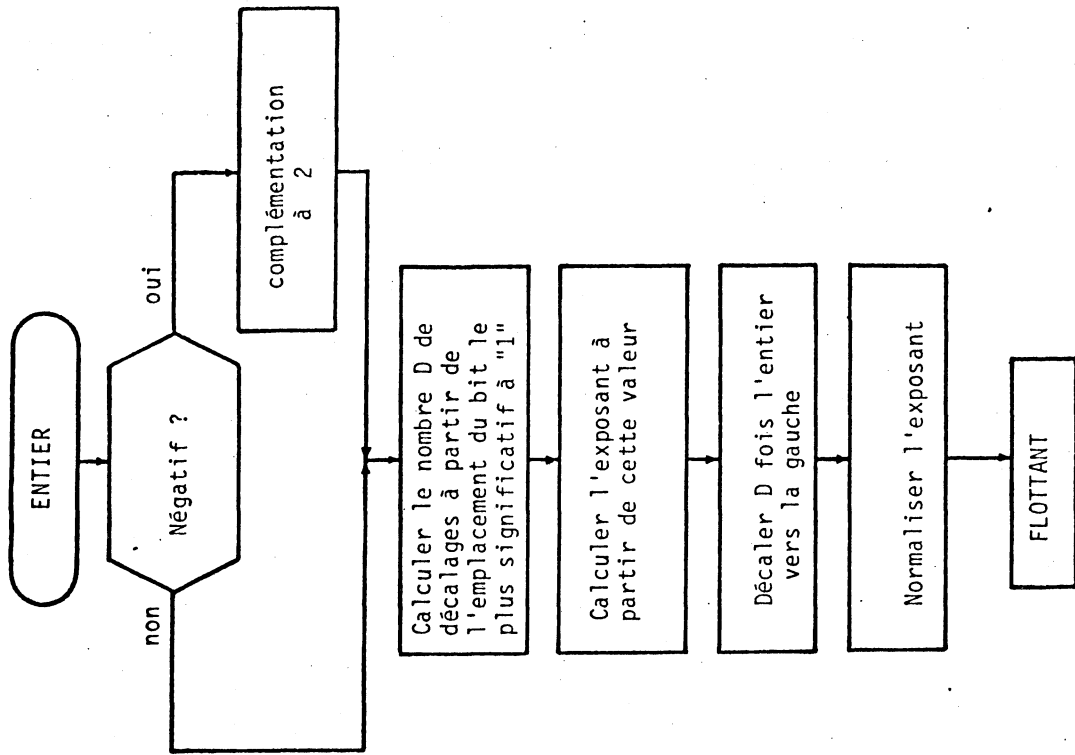 ENTIER
Négatif ?
non
oui
complémentation
à 2
Calculer le nombre D de
décalages à partir de
l'emplacement du bit le
plus significatif à "1"
Calculer l'exposant à
partir de cette valeur
Décaler D fois l'entier
vers la gauche
Normaliser l'exposant
FLOTTANT